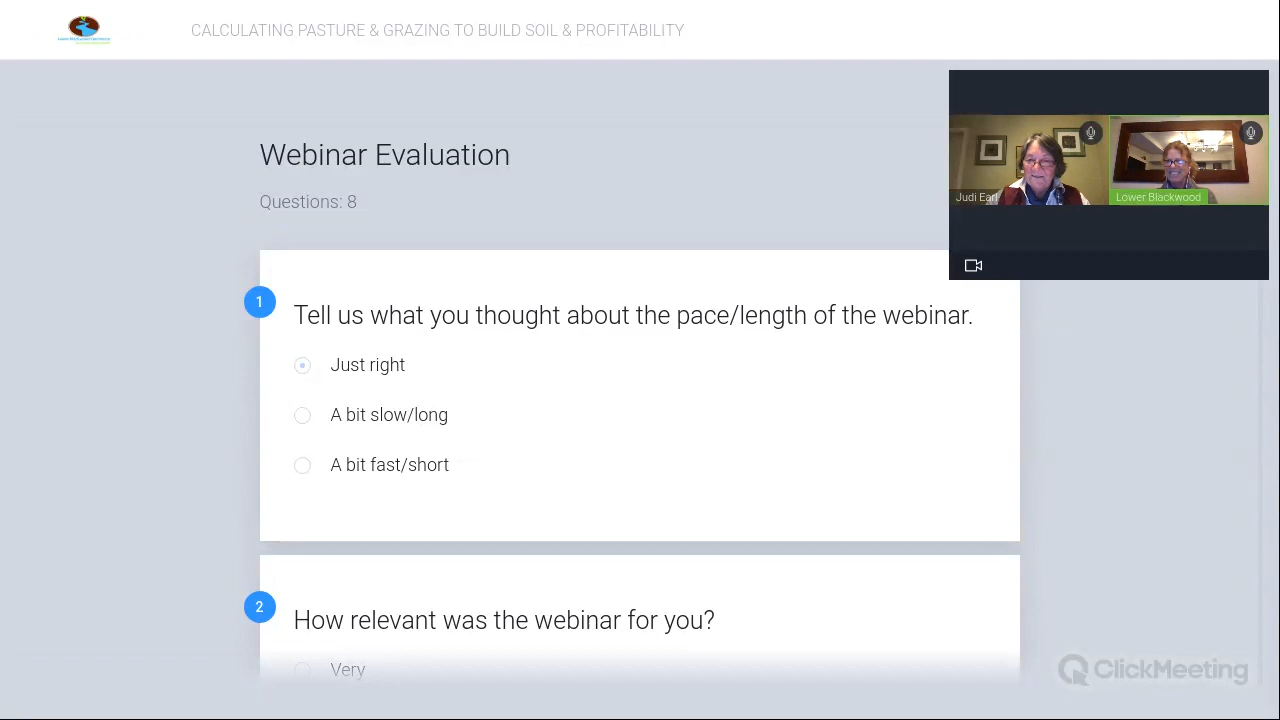 CALCULATING PASTURE & GRAZING TO BUILD SOIL & PROFITABILITY
Judi Earl
Lower Blackwood
Webinar Evaluation
Questions: 8
1
Tell us what you thought about the pace/length of the webinar.
Just right
A bit slow/long
A bit fast/short
2
How relevant was the webinar for you?
Very
ClickMeeting